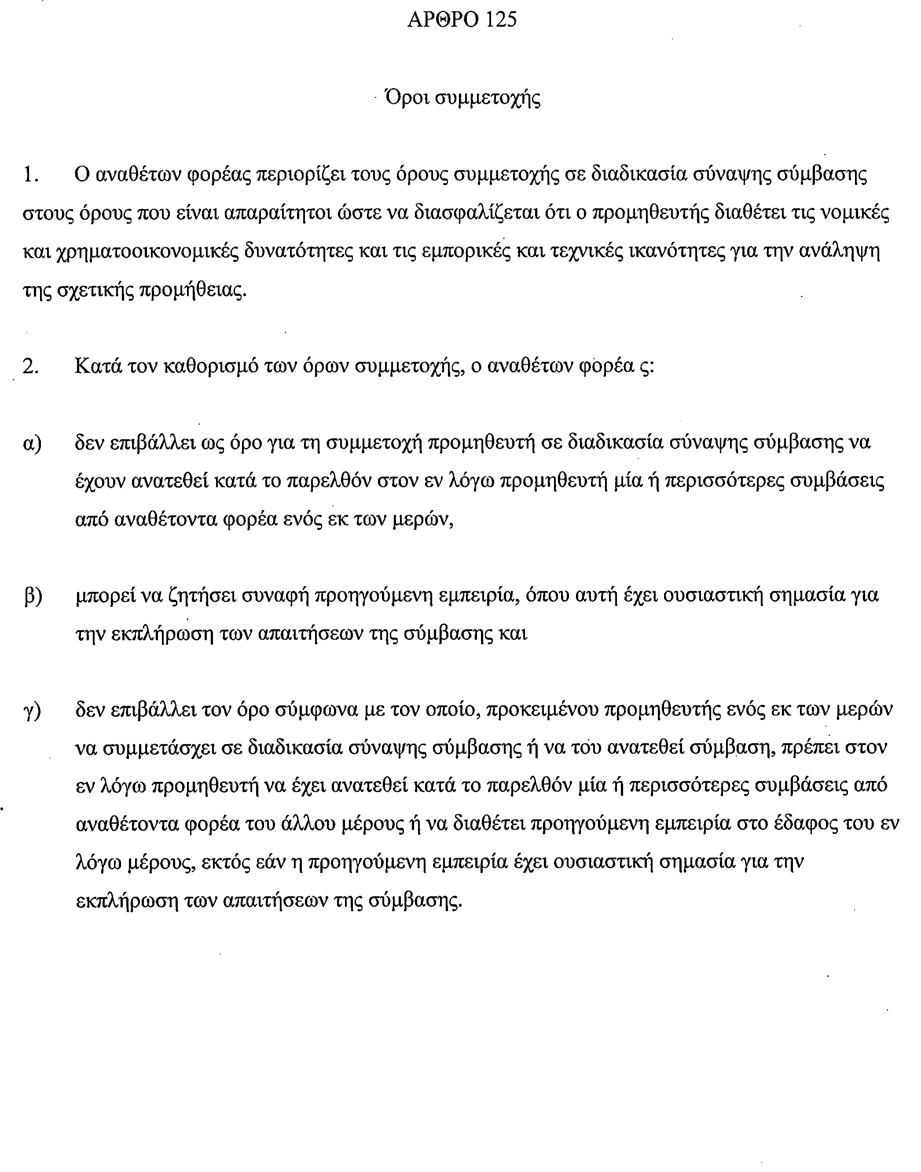 ΑΡΘΡΟ 125
Όροι συμμετοχής
1. Ο αναθέτων φορέας περιορίζει τους όρους συμμετοχής σε διαδικασία σύναψης σύμβασης
στους όρους που είναι απαραίτητοι ώστε να διασφαλίζεται ότι ο προμηθευτής διαθέτει τις νομικές
και χρηματοοικονομικές δυνατότητες και τις εμπορικές και τεχνικές ικανότητες για την ανάληψη
της σχετικής προμήθειας.
2. Κατά τον καθορισμό των όρων συμμετοχής, ο αναθέτων φορέα ς:
α) δεν επιβάλλει ως όρο για τη συμμετοχή προμηθευτή σε διαδικασία σύναψης σύμβασης να
έχουν ανατεθεί κατά το παρελθόν στον εν λόγω προμηθευτή μία ή περισσότερες συμβάσεις
από αναθέτοντα φορέα ενός εκ των μερών,
β) μπορεί να ζητήσει συναφή προηγούμενη εμπειρία, όπου αυτή έχει ουσιαστική σημασία για
την εκπλήρωση των απαιτήσεων της σύμβασης και
γ) δεν επιβάλλει τον όρο σύμφωνα με τον οποίο, προκειμένου προμηθευτής ενός εκ των μερών
να συμμετάσχει σε διαδικασία σύναψης σύμβασης ή να του ανατεθεί σύμβαση, πρέπει στον
εν λόγω προμηθευτή να έχει ανατεθεί κατά το παρελθόν μία ή περισσότερες συμβάσεις από
αναθέτοντα φορέα του άλλου μέρους ή να διαθέτει προηγούμενη εμπειρία στο έδαφος του εν
λόγω μέρους, εκτός εάν η προηγούμενη εμπειρία έχει ουσιαστική σημασία για την
εκπλήρωση των απαιτήσεων της σύμβασης.